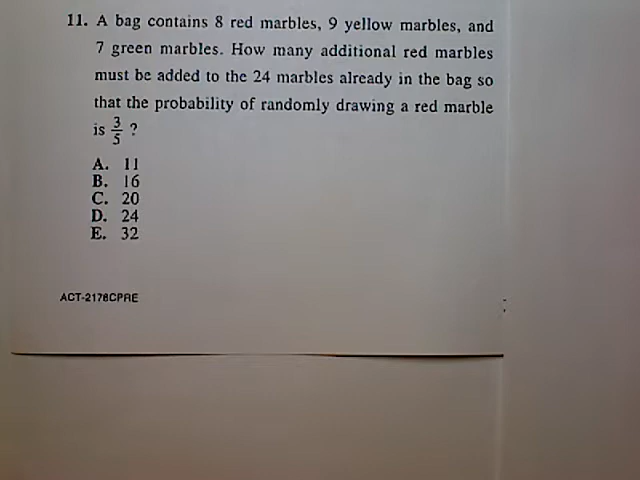 11. A bag contains 8 red marbles, 9 yellow marbles, and
7 green marbles. How many additional red marbles
must be added to the 24 marbles already in the bag so
that the probability of randomly drawing a red marble
is 3/5 ?
A. 11
B. 16
C. 20
D. 24
E. 32
ACT-2178CPRE